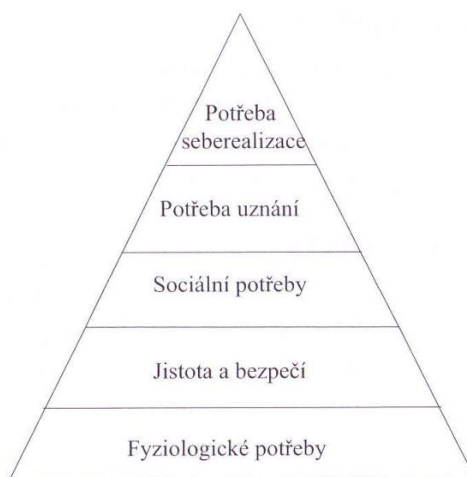 Potřeba
seberealizace
Potřeba uznání
Sociální potřeby
Jistota a bezpečí
Fyziologické potřeby